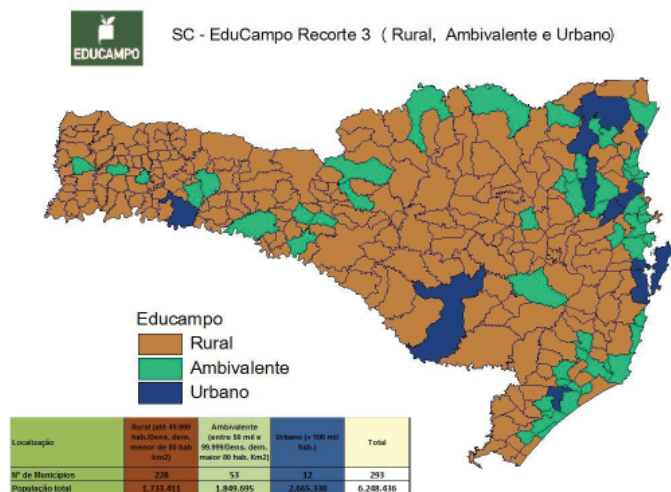 SC - EduCampo Recorte 3 ( Rural, Ambivalente e Urbano)
EDUCAMPO
Educampo
Rural
Ambivalente
Urbano
Localização
Rural (até 49.999
hab./Dens. dem.
menor de 80 hab
km2)
Ambivalente
(entre 50 mil e
99.999/Dens. dem.
maior 80 hab. Km2)
Urbano (> 100 mil
hab.)
Total
Nº de Municípios 228 53 12 293
População total 1.733.411 1.849.695 2.665.330 6.248.436